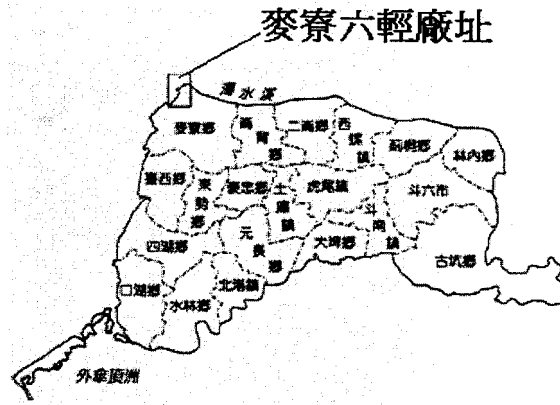 麥寮六輕廠址
濁水溪
麥寮鄉
崙背鄉
二崙鄉
西螺鎮
莿桐鄉
林內鄉
臺西鄉
東勢鄉
褒忠鄉
土庫鎮
虎尾鎮
斗南鎮
斗六市
四湖鄉
元長鄉
大埤鄉
古坑鄉
口湖鄉
水林鄉
北港鎮
外傘頂洲